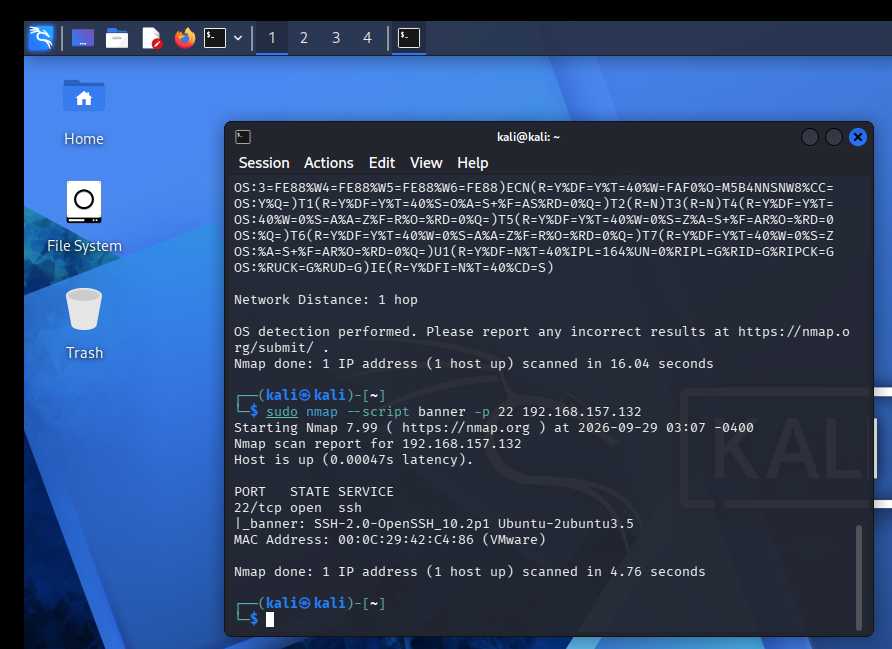 $_
1
2
3
4
$_
Home
File System
Trash
kali@kali: ~
Session Actions Edit View Help
OS:3=FE88%W4=FE88%W5=FE88%W6=FE88)ECN(R=Y%DF=Y%T=40%W=FAF0%O=M5B4NNSNW8%CC=
OS:Y%Q=)T1(R=Y%DF=Y%T=40%S=O%A=S+%F=AS%RD=0%Q=)T2(R=N)T3(R=N)T4(R=Y%DF=Y%T=
OS:40%W=0%S=A%A=Z%F=R%O=%RD=0%Q=)T5(R=Y%DF=Y%T=40%W=0%S=Z%A=S+%F=AR%O=%RD=0
OS:%Q=)T6(R=Y%DF=Y%T=40%W=0%S=A%A=Z%F=R%O=%RD=0%Q=)T7(R=Y%DF=Y%T=40%W=0%S=Z
OS:%A=S+%F=AR%O=%RD=0%Q=)U1(R=Y%DF=N%T=40%IPL=164%UN=0%RIPL=G%RID=G%RIPCK=G
OS:%RUCK=G%RUD=G)IE(R=Y%DFI=N%T=40%CD=S)
Network Distance: 1 hop
OS detection performed. Please report any incorrect results at https://nmap.o
rg/submit/ .
Nmap done: 1 IP address (1 host up) scanned in 16.04 seconds
┌──(kali㉿kali)-[~]
└─$ sudo nmap --script banner -p 22 192.168.157.132
Starting Nmap 7.99 ( https://nmap.org ) at 2026-09-29 03:07 -0400
Nmap scan report for 192.168.157.132
Host is up (0.00047s latency).
PORT   STATE SERVICE
22/tcp open  ssh
|_banner: SSH-2.0-OpenSSH_10.2p1 Ubuntu-2ubuntu3.5
MAC Address: 00:0C:29:42:C4:86 (VMware)
Nmap done: 1 IP address (1 host up) scanned in 4.76 seconds
┌──(kali㉿kali)-[~]
└─$
KALI